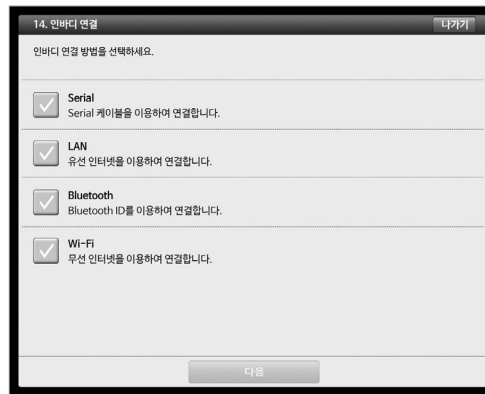 14. 인바디 연결
나가기
인바디 연결 방법을 선택하세요.
Serial
Serial 케이블을 이용하여 연결합니다.
LAN
유선 인터넷을 이용하여 연결합니다.
Bluetooth
Bluetooth ID를 이용하여 연결합니다.
Wi-Fi
무선 인터넷을 이용하여 연결합니다.
다음